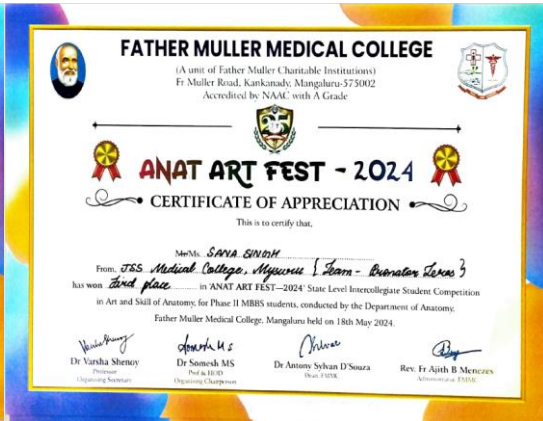 FATHER MULLER MEDICAL COLLEGE
(A unit of Father Muller Charitable Institutions)
Fr Muller Road, Kankanady, Mangaluru-575002
Accredited by NAAC with A Grade
25
ANAT ART FEST - 2024
CERTIFICATE OF APPRECIATION
This is to certify that,
Mr/Ms. SANA SINGH
From, JSS Medical College, Mysuru { Team - }
has won place in 'ANAT ART FEST—2024' State Level Intercollegiate Student Competition
in Art and Skill of Anatomy, for Phase II MBBS students, conducted by the Department of Anatomy,
Father Muller Medical College, Mangaluru held on 18th May 2024.
Varsha Shenoy
Somesh M S
Dr Varsha Shenoy
Dr Somesh MS
Dr Antony Sylvan D'Souza
Rev. Fr Ajith B Menezes
Professor
Prof & HOD
Dean, FMMC
Administrator, FMMC
Organising Secretary
Organising Chairperson